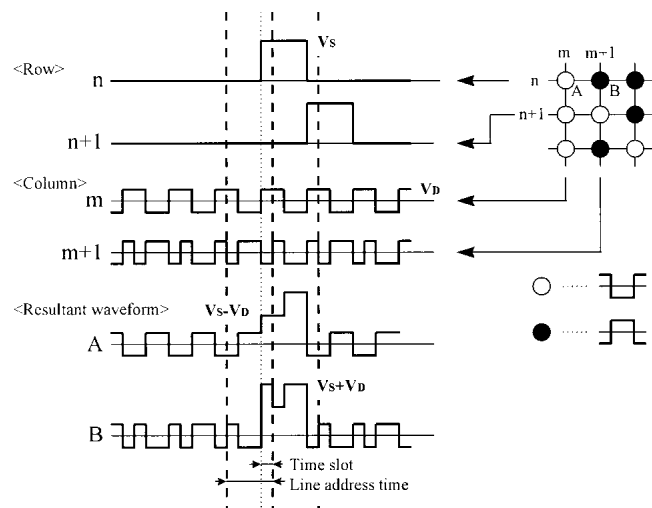 Vs
<Row>
n
n+1
<Column>
m
VD
m+1
<Resultant waveform>
Vs-VD
A
Vs+VD
B
Time slot
Line address time
m m+1
n
A B
n+1